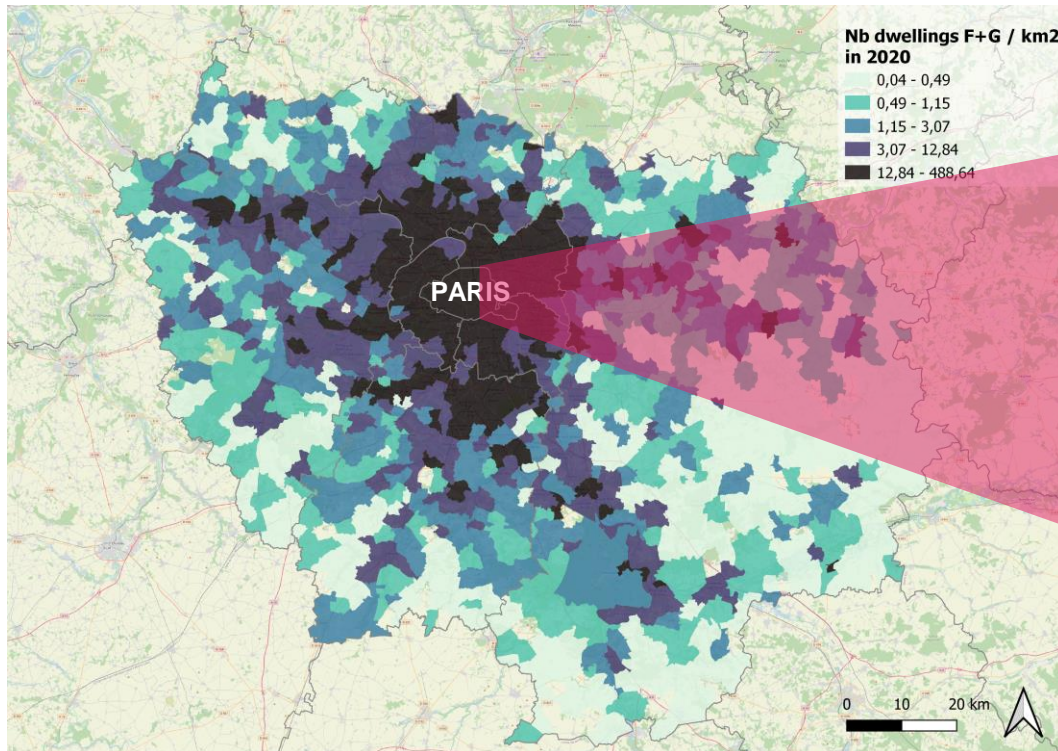 Nb dwellings F+G / km2
in 2020
0,04 - 0,49
0,49 - 1,15
1,15 - 3,07
3,07 - 12,84
12,84 - 488,64
PARIS
0 10 20 km